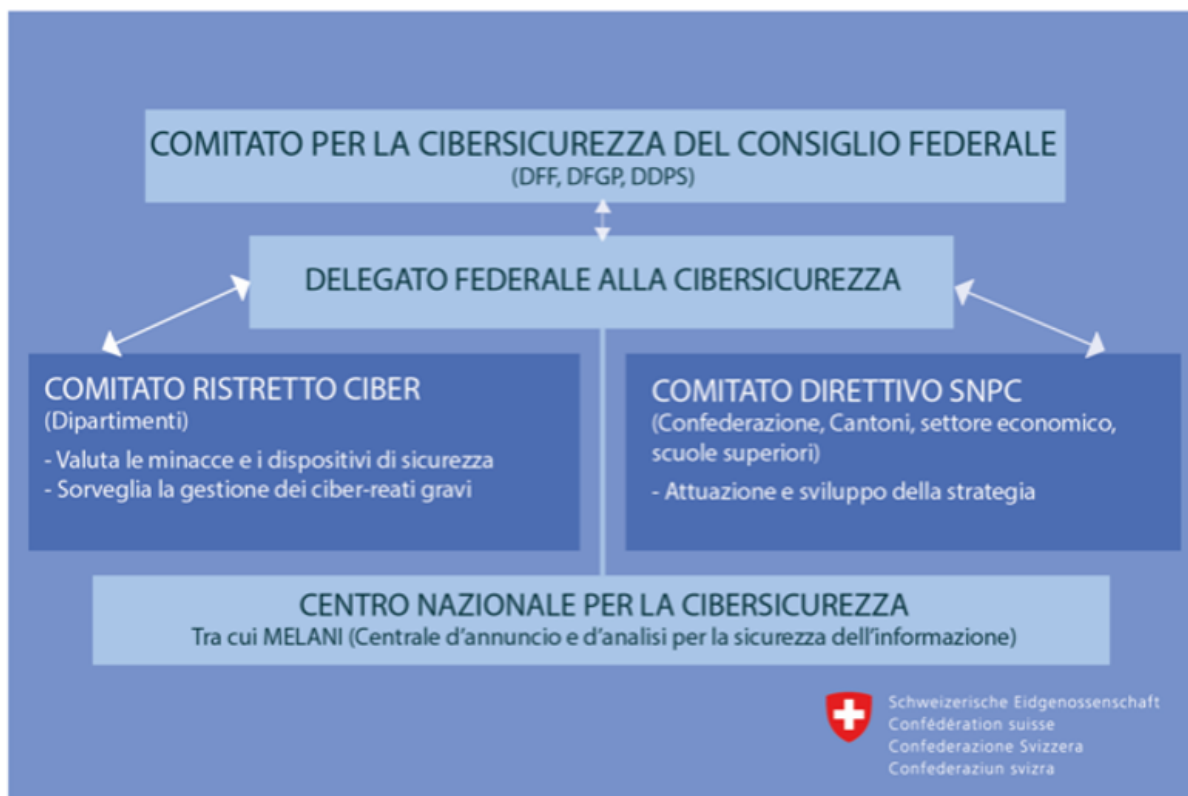 COMITATO PER LA CIBERSICUREZZA DEL CONSIGLIO FEDERALE
(DFF, DFGP, DDPS)
DELEGATO FEDERALE ALLA CIBERSICUREZZA
COMITATO RISTRETTO CIBER
(Dipartimenti)
- Valuta le minacce e i dispositivi di sicurezza
- Sorveglia la gestione dei ciber-reati gravi
COMITATO DIRETTIVO SNPC
(Confederazione, Cantoni, settore economico,
scuole superiori)
- Attuazione e sviluppo della strategia
CENTRO NAZIONALE PER LA CIBERSICUREZZA
Tra cui MELANI (Centrale d’annuncio e d’analisi per la sicurezza dell’informazione)
Schweizerische Eidgenossenschaft
Confédération suisse
Confederazione Svizzera
Confederaziun svizra